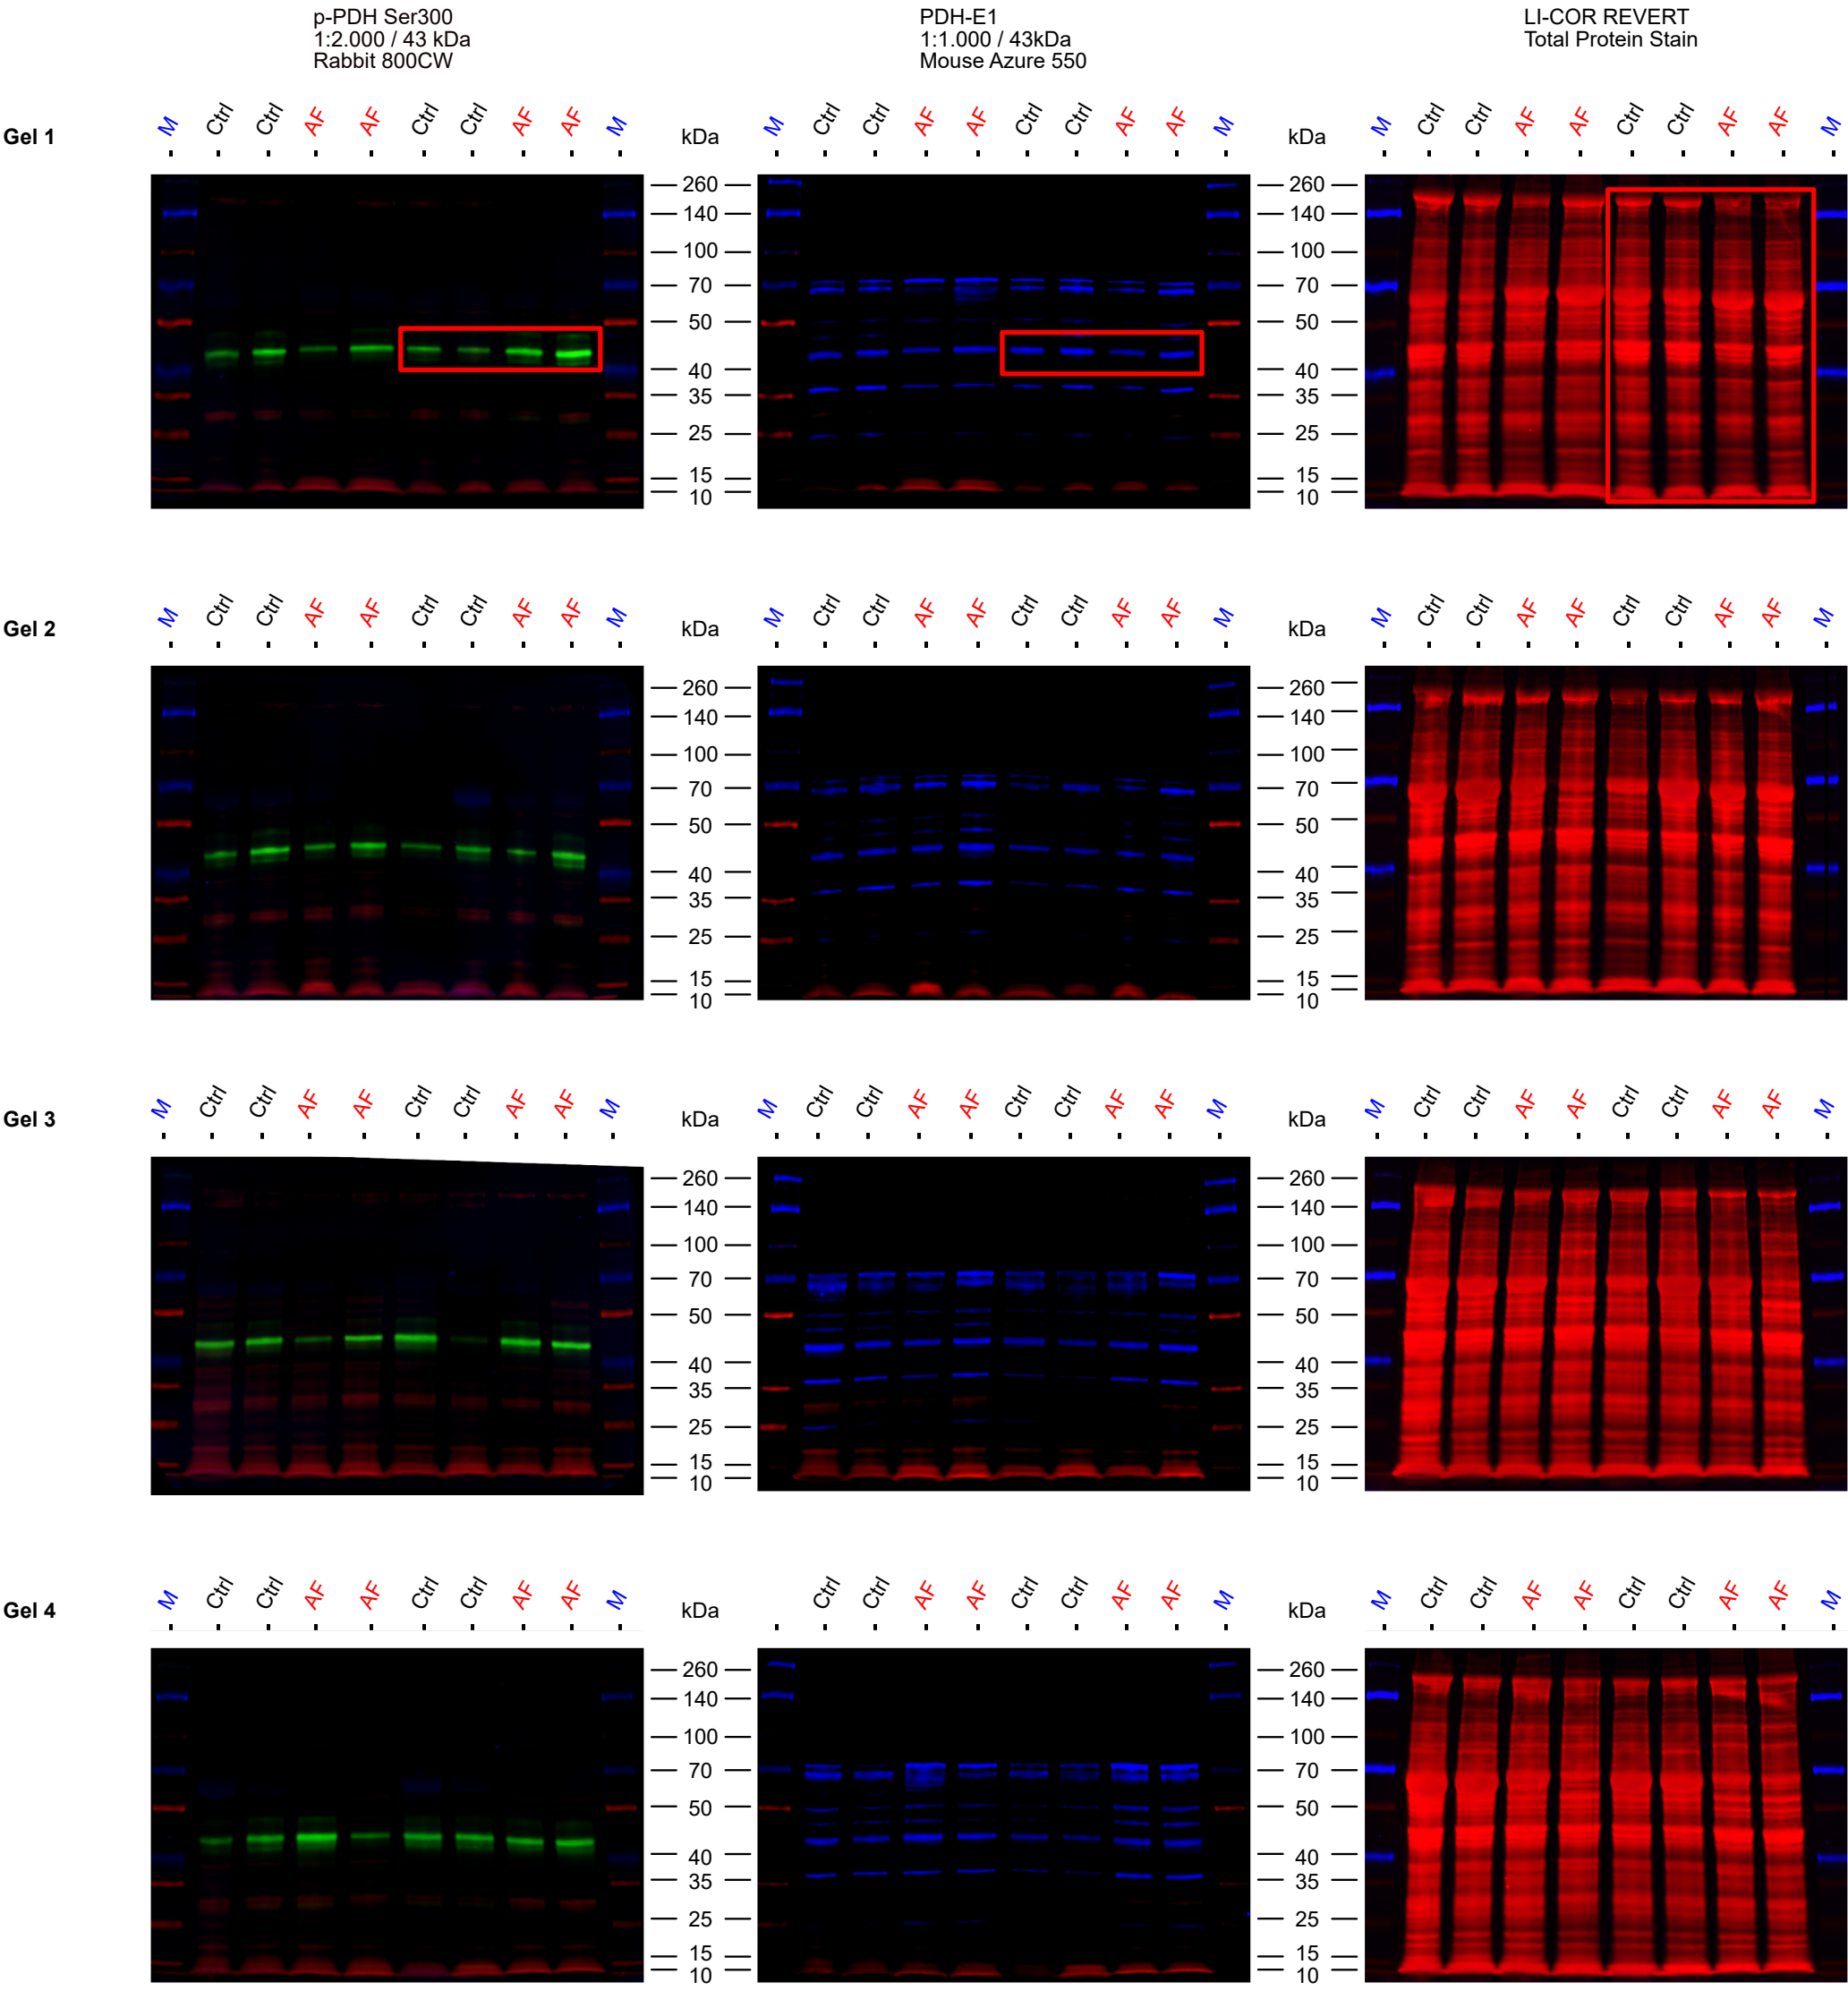 p-PDH Ser300
1:2.000 / 43 kDa
Rabbit 800CW
PDH-E1
1:1.000 / 43kDa
Mouse Azure 550
LI-COR REVERT
Total Protein Stain
Gel 1
M Ctrl Ctrl AF AF Ctrl Ctrl AF AF M kDa M Ctrl Ctrl AF AF Ctrl Ctrl AF AF M kDa M Ctrl Ctrl AF AF Ctrl Ctrl AF AF M
260 260
140 140
100 100
70 70
50 50
40 40
35 35
25 25
15 15
10 10
Gel 2
M Ctrl Ctrl AF AF Ctrl Ctrl AF AF M kDa M Ctrl Ctrl AF AF Ctrl Ctrl AF AF M kDa M Ctrl Ctrl AF AF Ctrl Ctrl AF AF M
260 260
140 140
100 100
70 70
50 50
40 40
35 35
25 25
15 15
10 10
Gel 3
M Ctrl Ctrl AF AF Ctrl Ctrl AF AF M kDa M Ctrl Ctrl AF AF Ctrl Ctrl AF AF M kDa M Ctrl Ctrl AF AF Ctrl Ctrl AF AF M
260 260
140 140
100 100
70 70
50 50
40 40
35 35
25 25
15 15
10 10
Gel 4
M Ctrl Ctrl AF AF Ctrl Ctrl AF AF M kDa Ctrl Ctrl AF AF Ctrl Ctrl AF AF M kDa M Ctrl Ctrl AF AF Ctrl Ctrl AF AF M
260 260
140 140
100 100
70 70
50 50
40 40
35 35
25 25
15 15
10 10